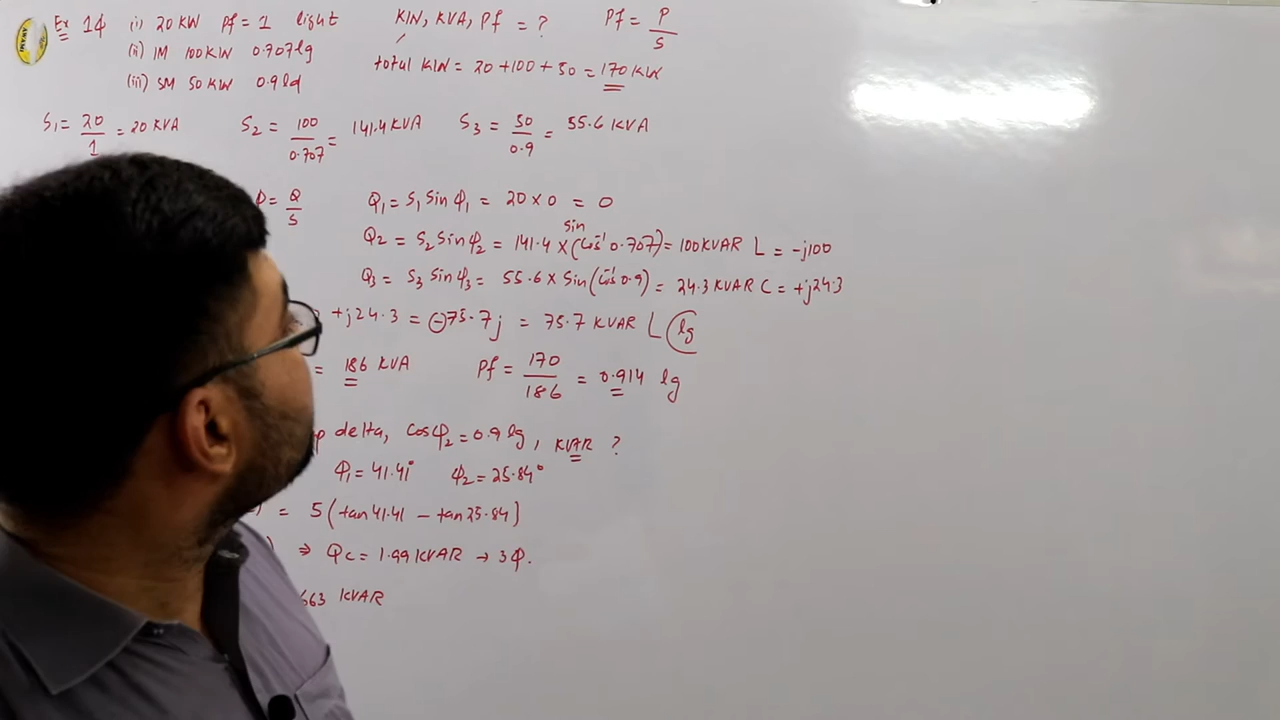 Ex 14 (i) 20 KW Pf = 1 light KW, KVA, Pf = ? Pf = P/S
(ii) IM 100KW 0.707 lg
total KW = 20 + 100 + 50 = 170 KW
(iii) SM 50 KW 0.9 ld
S₁ = 20/1 = 20 KVA S₂ = 100/0.707 = 141.4 KVA S₃ = 50/0.9 = 55.6 KVA
= Q/S Q₁ = S₁ Sin φ₁ = 20 × 0 = 0
Q₂ = S₂ Sin φ₂ = 141.4 × sin (Cos⁻¹ 0.707) = 100 KVAR L = -j100
Q₃ = S₃ Sin φ₃ = 55.6 × Sin (Cos⁻¹ 0.9) = 24.3 KVAR C = +j24.3
+j24.3 = -75.7j = 75.7 KVAR L lg
= 186 KVA Pf = 170/186 = 0.914 lg
delta, Cosφ₂ = 0.9 lg, KVAR ?
φ₁ = 41.41° φ₂ = 25.84°
= 5 (tan 41.41 - tan 25.84)
⇒ Qc = 1.99 KVAR → 3φ.
663 KVAR